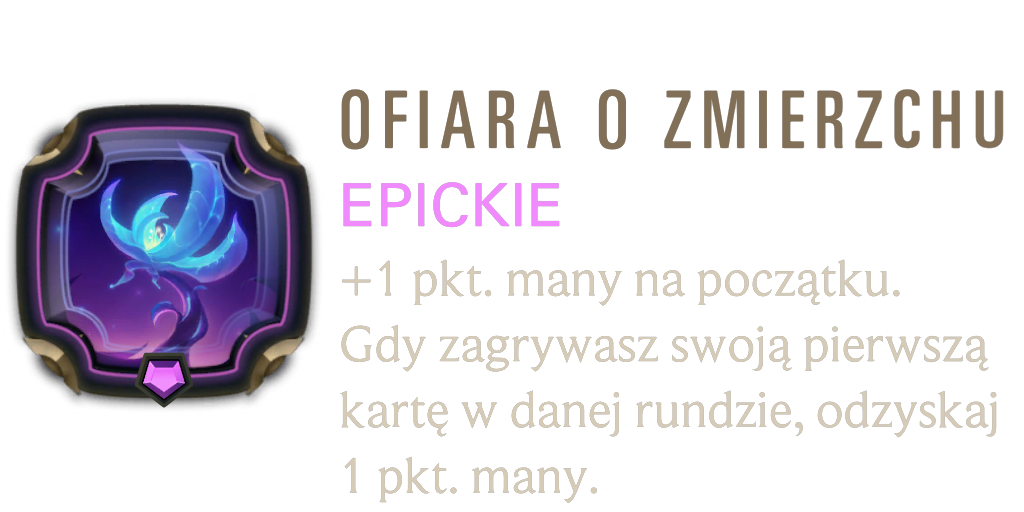 OFIARA O ZMIERZCHU
EPICKIE
+1 pkt. many na początku.
Gdy zagrywasz swoją pierwszą
kartę w danej rundzie, odzyskaj
1 pkt. many.